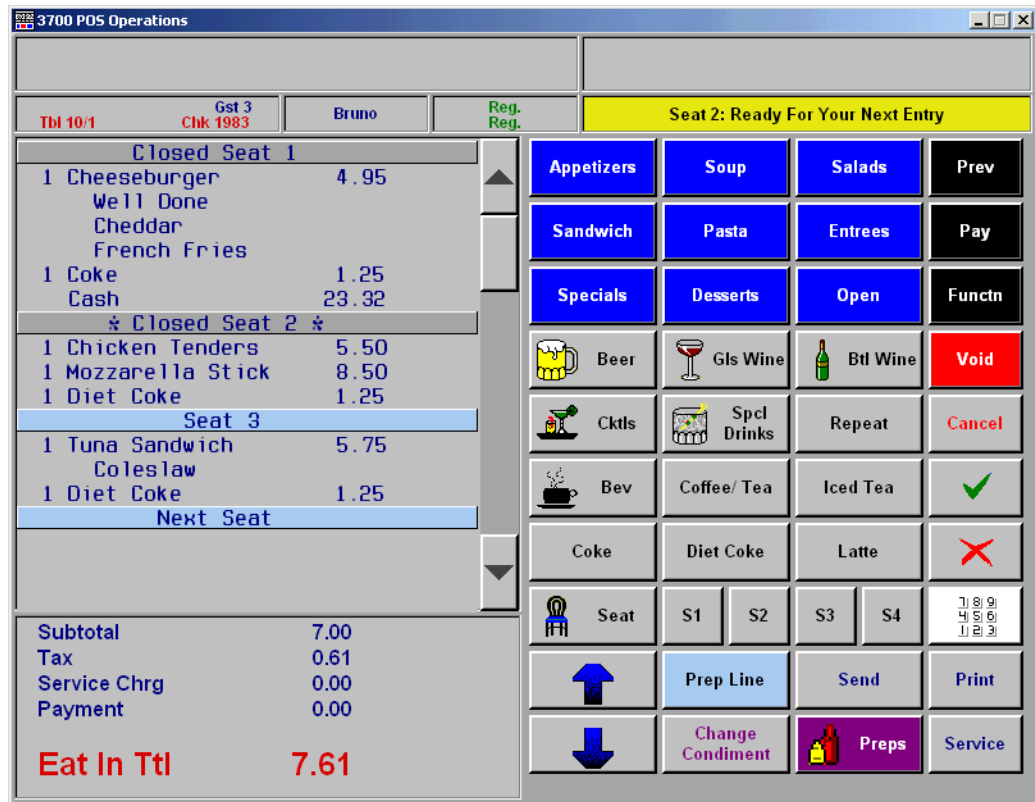 3700 POS Operations
Gst 3
Tbl 10/1 Chk 1983
Bruno
Reg.
Reg.
Seat 2: Ready For Your Next Entry
Closed Seat 1
1 Cheeseburger 4.95
Well Done
Cheddar
French Fries
1 Coke 1.25
Cash 23.32
* Closed Seat 2 *
1 Chicken Tenders 5.50
1 Mozzarella Stick 8.50
1 Diet Coke 1.25
Seat 3
1 Tuna Sandwich 5.75
Coleslaw
1 Diet Coke 1.25
Next Seat
Subtotal 7.00
Tax 0.61
Service Chrg 0.00
Payment 0.00
Eat In Ttl 7.61
Appetizers Soup Salads Prev
Sandwich Pasta Entrees Pay
Specials Desserts Open Functn
Beer Gls Wine Btl Wine Void
Cktls Spcl Drinks Repeat Cancel
Bev Coffee/ Tea Iced Tea
Coke Diet Coke Latte
Seat S1 S2 S3 S4
7 8 9
4 5 6
1 2 3
Prep Line Send Print
Change Condiment Preps Service